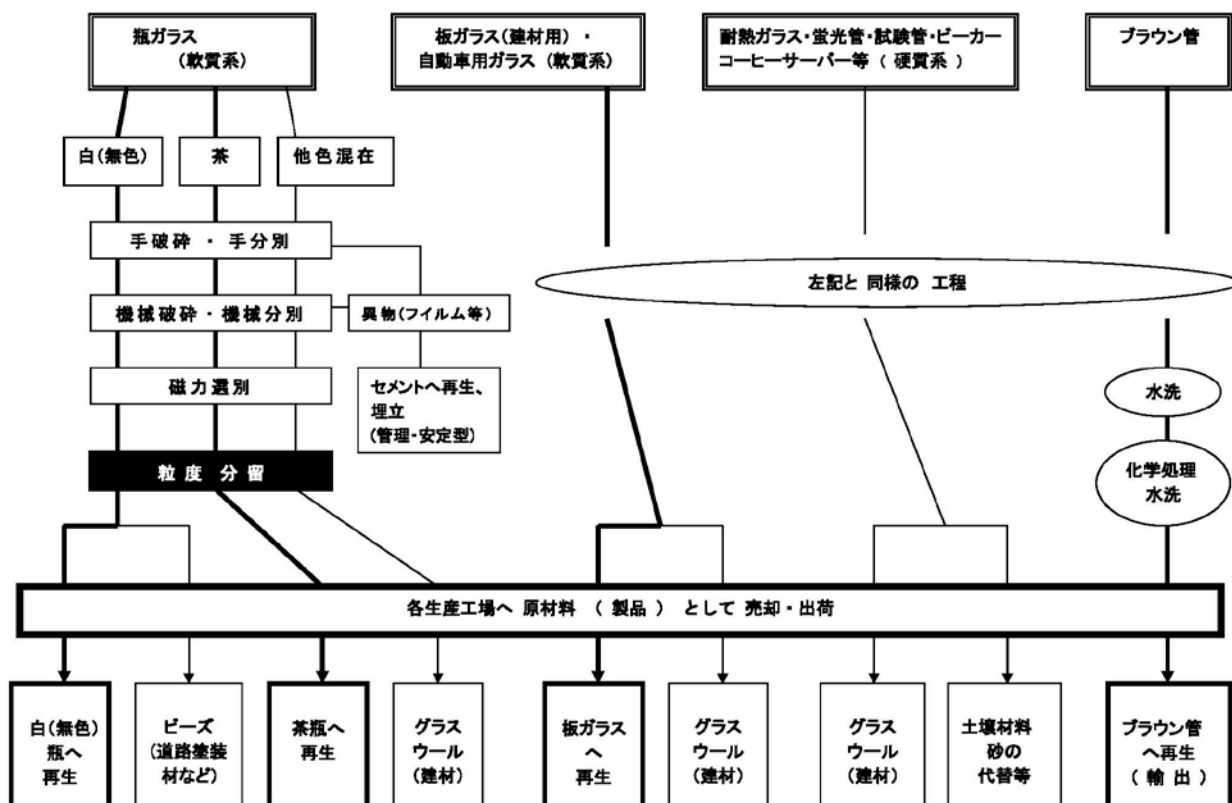 瓶ガラス
(軟質系)
板ガラス(建材用)・
自動車用ガラス (軟質系)
耐熱ガラス・蛍光管・試験管・ビーカー
コーヒーサーバー等 ( 硬質系 )
ブラウン管
白(無色)
茶
他色混在
手破砕 ・ 手分別
機械破砕・機械分別
異物(フイルム等)
左記と 同様の 工程
磁力選別
セメントへ再生、
埋立
(管理・安定型)
水洗
粒度 分留
化学処理
水洗
各生産工場へ 原材料 ( 製品 ) として 売却・出荷
白(無色)
瓶へ
再生
ビーズ
(道路塗装
材など)
茶瓶へ
再生
グラス
ウール
(建材)
板ガラス
へ
再生
グラス
ウール
(建材)
グラス
ウール
(建材)
土壌材料
砂の
代替等
ブラウン管
へ再生
( 輸出 )